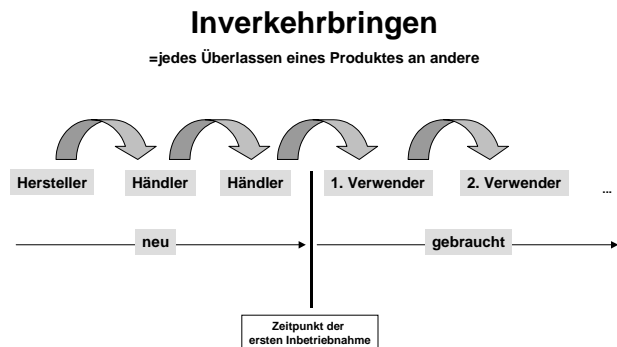 Inverkehrbringen
=jedes Überlassen eines Produktes an andere
Hersteller Händler Händler 1. Verwender 2. Verwender ...
neu gebraucht
Zeitpunkt der
ersten Inbetriebnahme